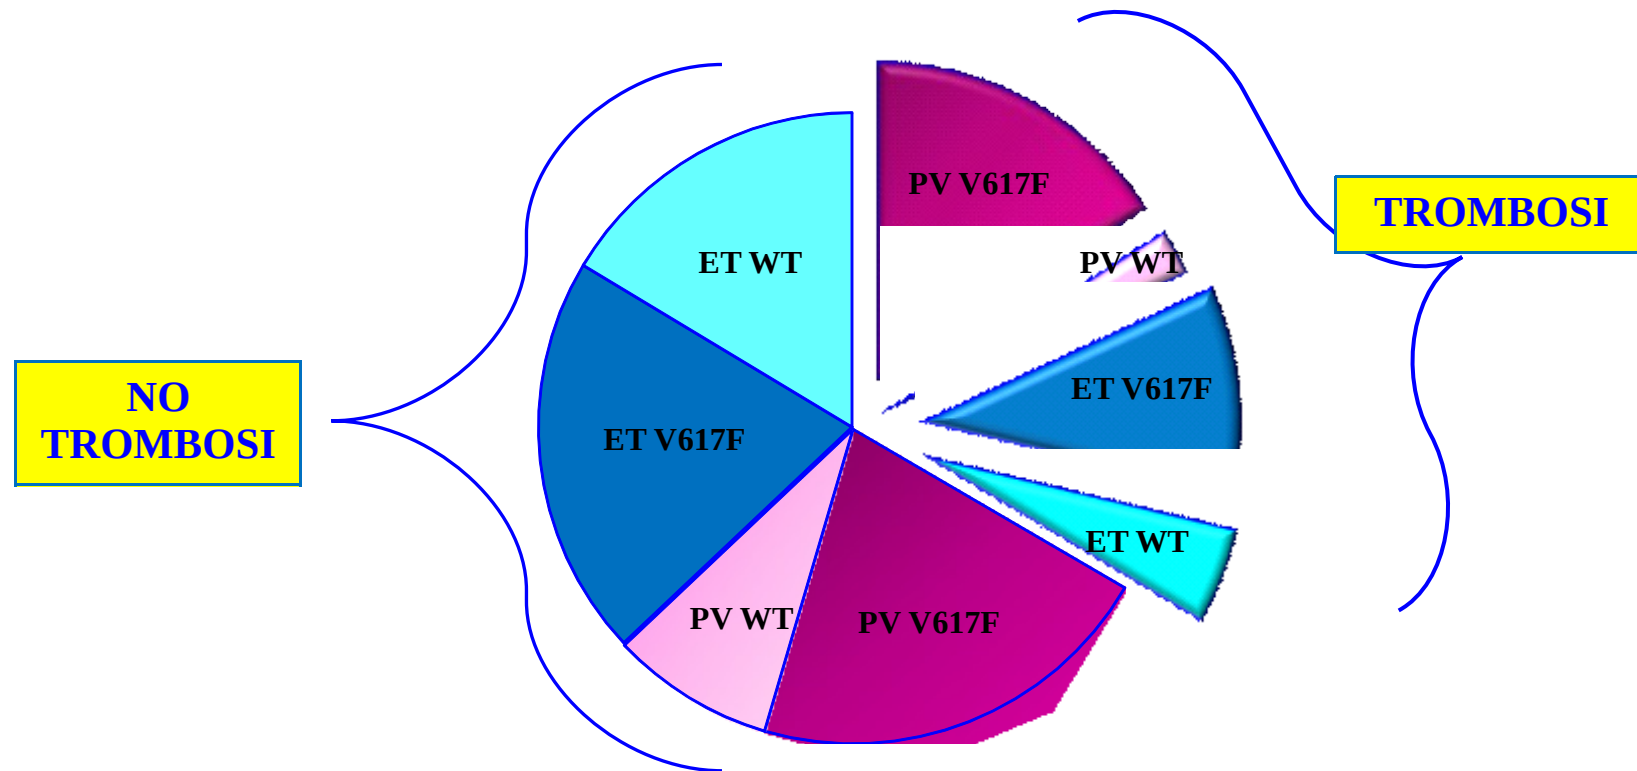 PV V617F
TROMBOSI
ET WT
PV WT
ET V617F
NO
TROMBOSI
ET V617F
ET WT
PV WT
PV V617F